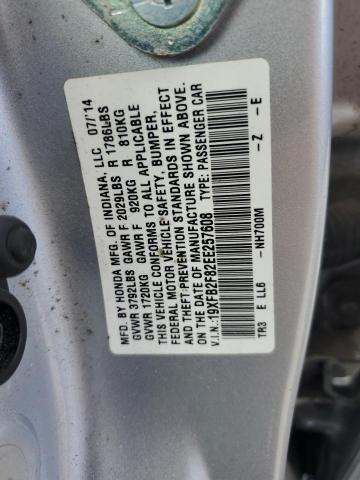 MFD. BY HONDA MFG. OF INDIANA, LLC 07/'14
GVWR 3792LBS GAWR F 2029LBS R 1786LBS
GVWR 1720KG GAWR F 920KG R 810KG
THIS VEHICLE CONFORMS TO ALL APPLICABLE
FEDERAL MOTOR VEHICLE SAFETY, BUMPER,
AND THEFT-PREVENTION STANDARDS IN EFFECT
ON THE DATE OF MANUFACTURE SHOWN ABOVE.
V.I.N.:19XFB2F82EE257608 TYPE: PASSENGER CAR
TR3 E LL6 -NH700M -Z -E